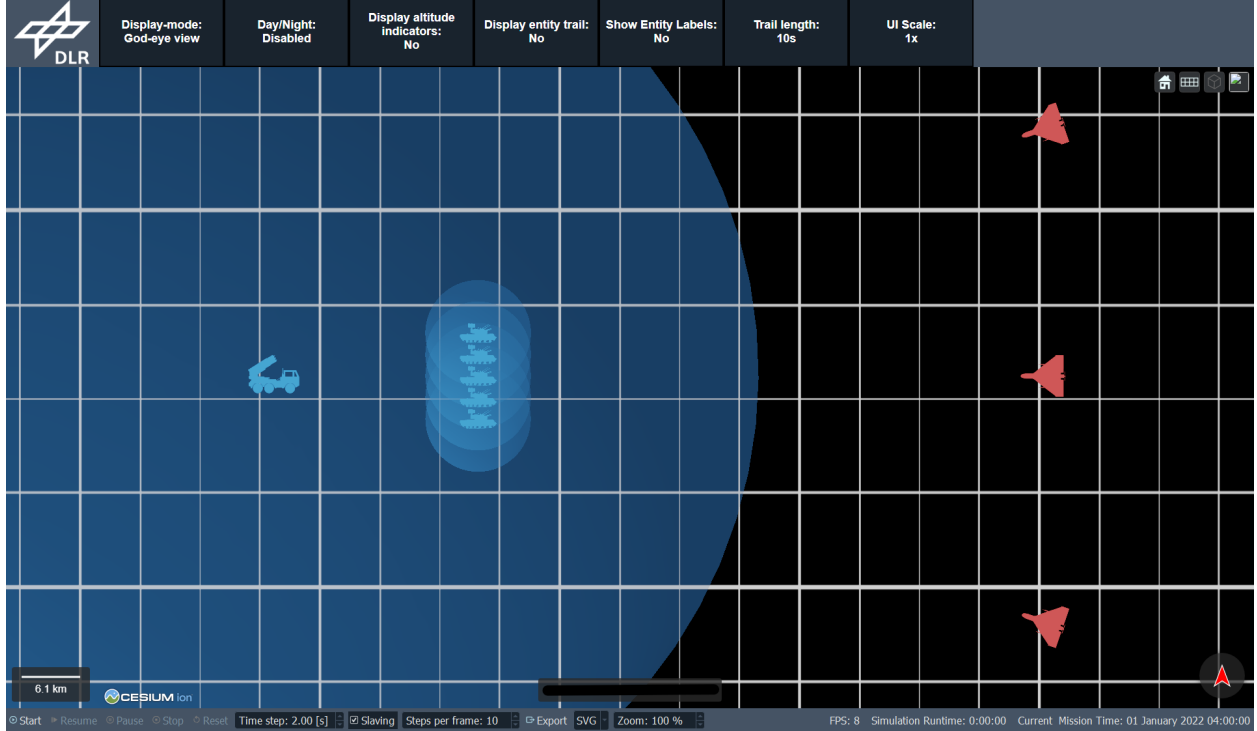 DLR
Display-mode:
God-eye view
Day/Night:
Disabled
Display altitude
indicators:
No
Display entity trail:
No
Show Entity Labels:
No
Trail length:
10s
UI Scale:
1x
6.1 km
CESIUM ion
Start Resume Pause Stop Reset Time step: 2.00 [s] Slaving Steps per frame: 10 Export SVG Zoom: 100 % FPS: 8 Simulation Runtime: 0:00:00 Current Mission Time: 01 January 2022 04:00:00